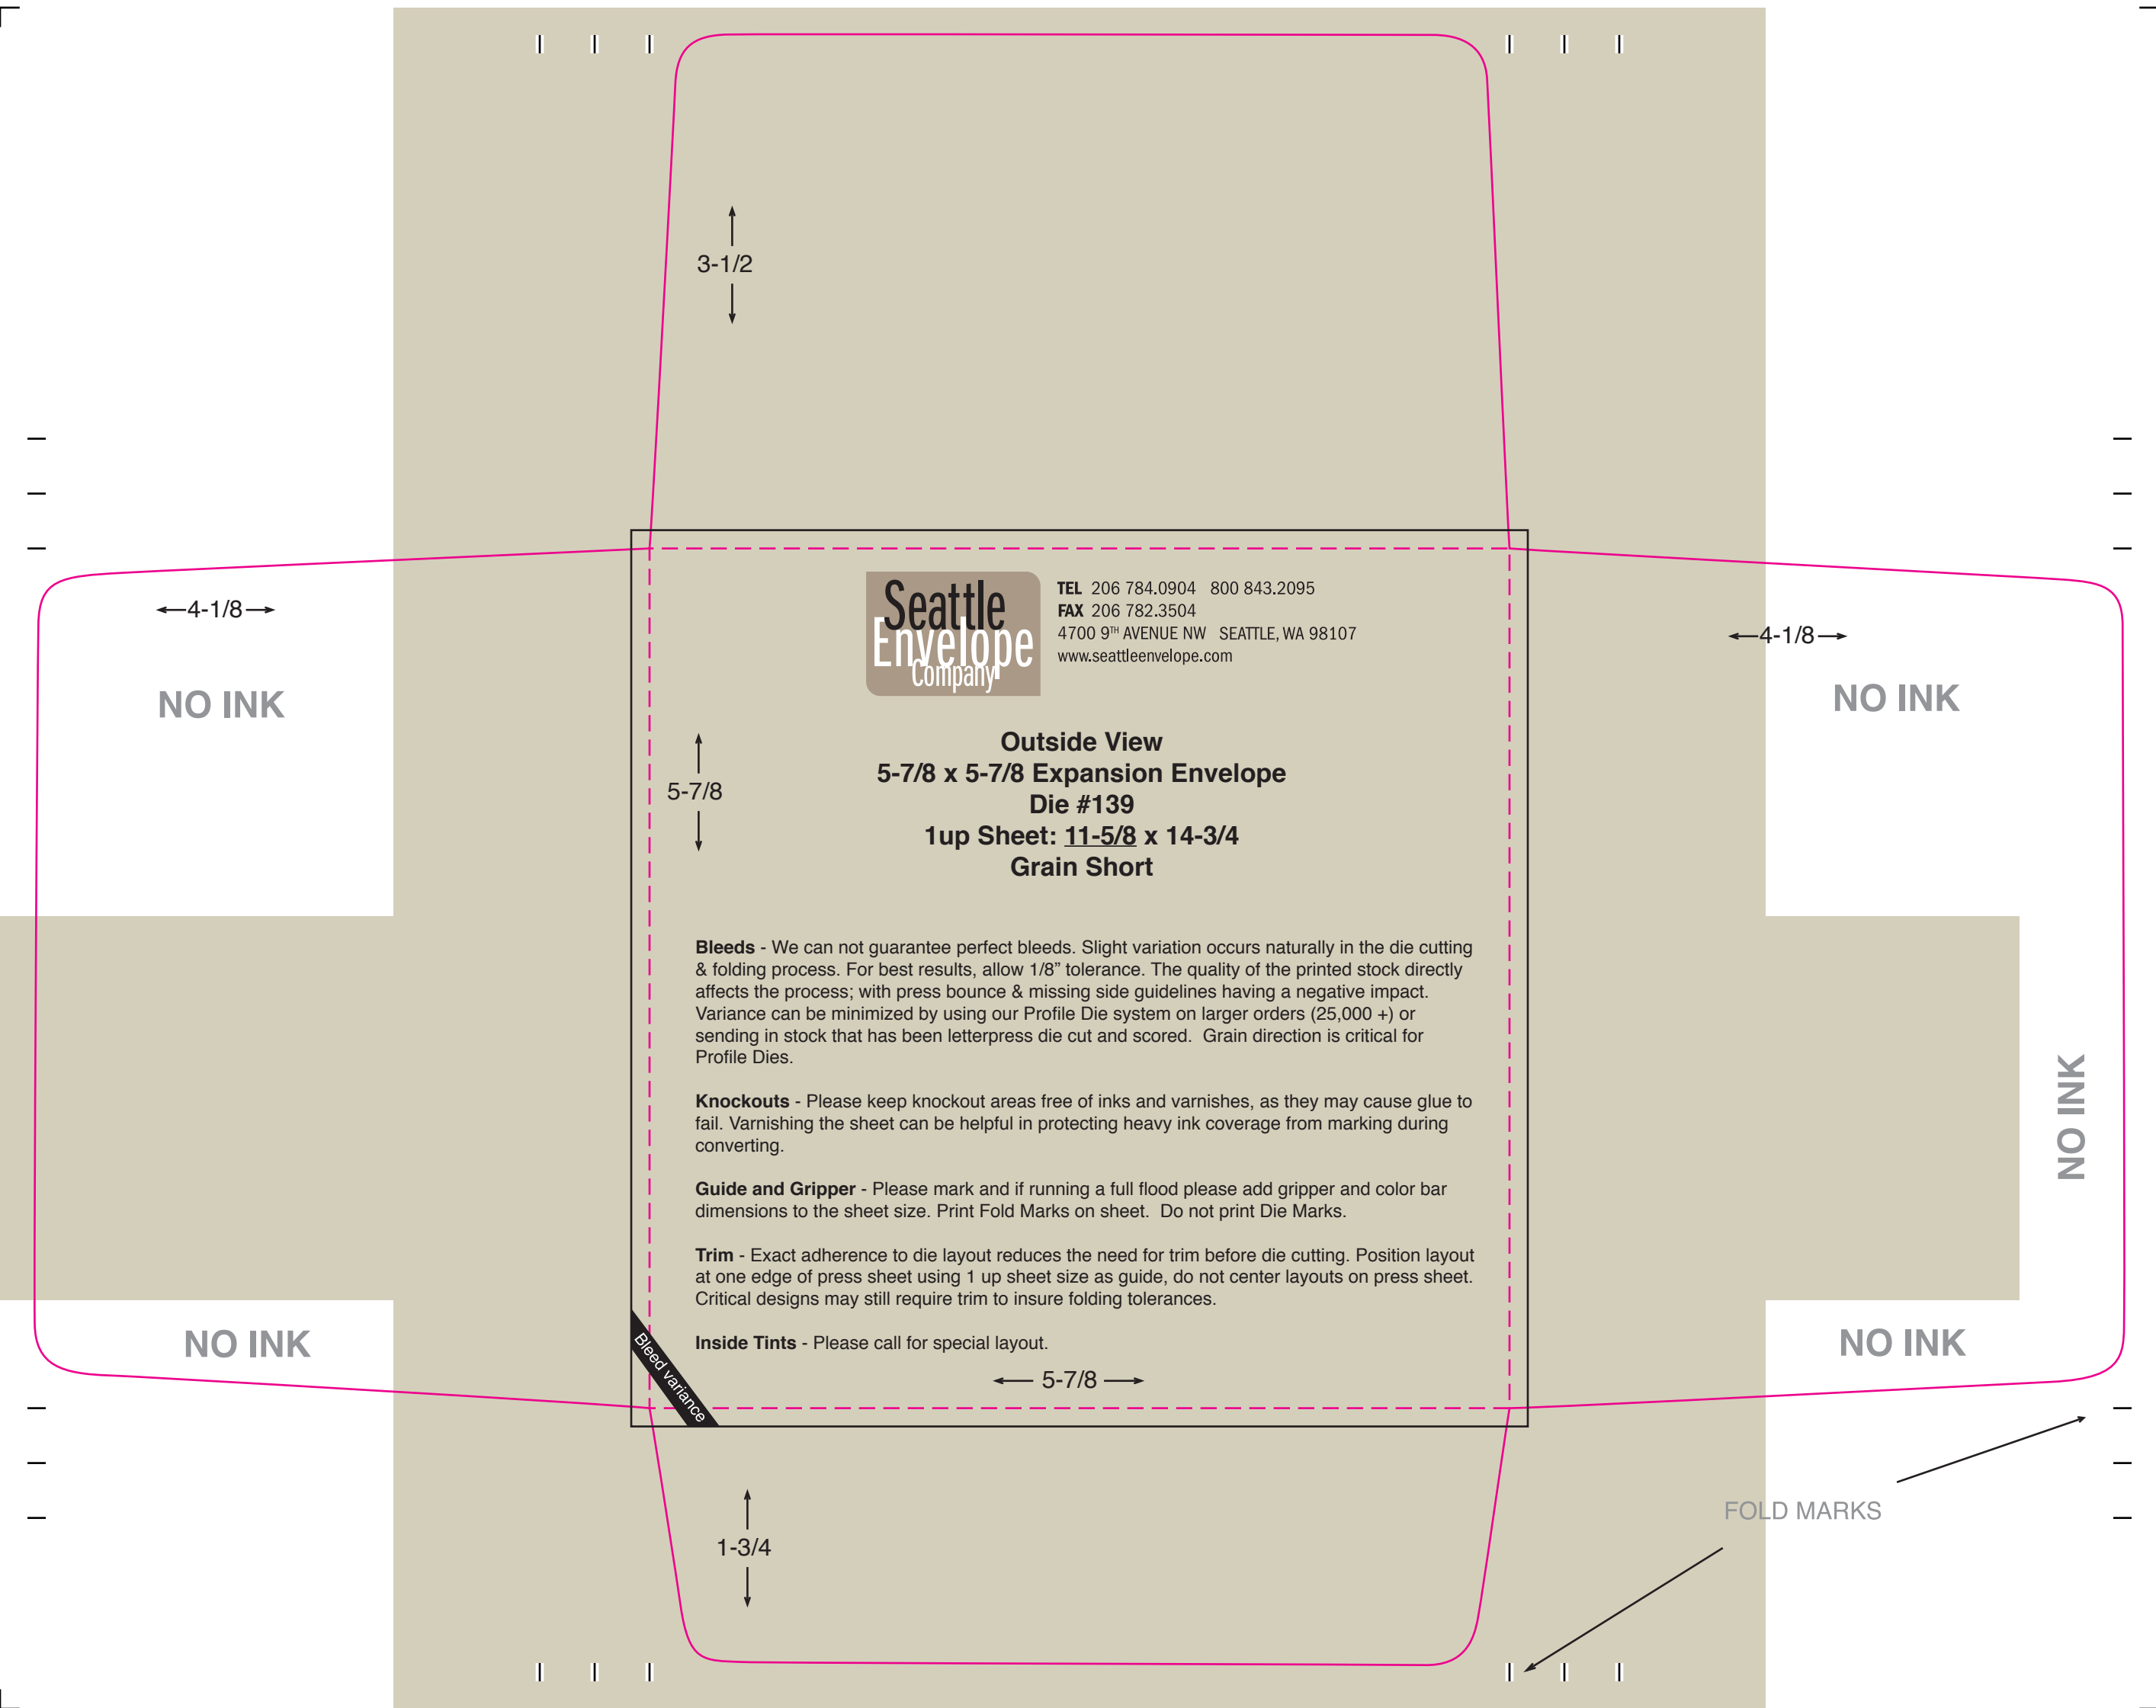 3-1/2
4-1/8
NO INK
Seattle
Envelope
Company
TEL 206 784.0904 800 843.2095
FAX 206 782.3504
4700 9TH AVENUE NW SEATTLE, WA 98107
www.seattleenvelope.com
4-1/8
NO INK
Outside View
5-7/8 x 5-7/8 Expansion Envelope
Die #139
1up Sheet: 11-5/8 x 14-3/4
Grain Short
5-7/8
Bleeds - We can not guarantee perfect bleeds. Slight variation occurs naturally in the die cutting
& folding process. For best results, allow 1/8” tolerance. The quality of the printed stock directly
affects the process; with press bounce & missing side guidelines having a negative impact.
Variance can be minimized by using our Profile Die system on larger orders (25,000 +) or
sending in stock that has been letterpress die cut and scored. Grain direction is critical for
Profile Dies.
Knockouts - Please keep knockout areas free of inks and varnishes, as they may cause glue to
fail. Varnishing the sheet can be helpful in protecting heavy ink coverage from marking during
converting.
NO INK
Guide and Gripper - Please mark and if running a full flood please add gripper and color bar
dimensions to the sheet size. Print Fold Marks on sheet. Do not print Die Marks.
Trim - Exact adherence to die layout reduces the need for trim before die cutting. Position layout
at one edge of press sheet using 1 up sheet size as guide, do not center layouts on press sheet.
Critical designs may still require trim to insure folding tolerances.
Inside Tints - Please call for special layout.
NO INK
NO INK
Bleed variance
5-7/8
FOLD MARKS
1-3/4